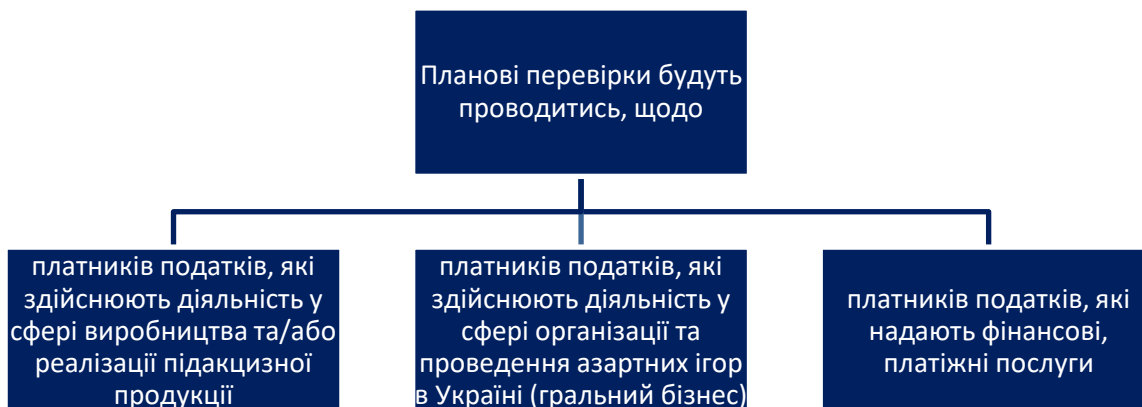 Планові перевірки будуть
проводитись, щодо
платників податків, які
здійснюють діяльність у
сфері виробництва та/або
реалізації підакцизної
продукції
платників податків, які
здійснюють діяльність у
сфері організації та
проведення азартних ігор
в Україні (гральний бізнес)
платників податків, які
надають фінансові,
платіжні послуги